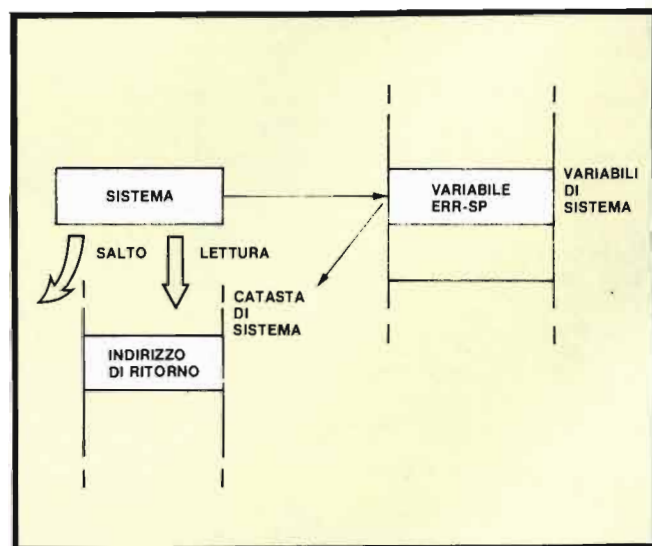 SISTEMA
VARIABILE
ERR-SP
VARIABILI
DI
SISTEMA
SALTO
LETTURA
CATASTA
DI
SISTEMA
INDIRIZZO
DI RITORNO